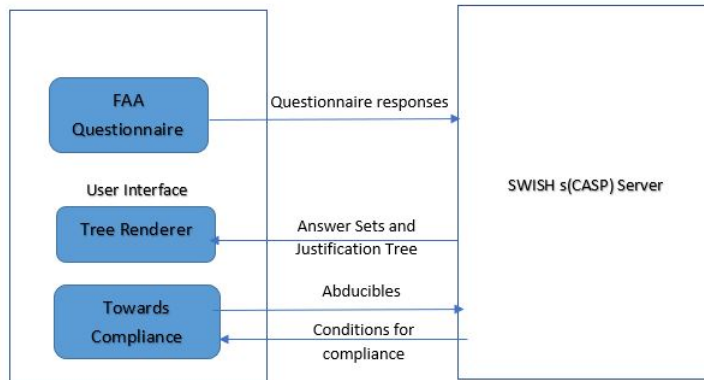 FAA
Questionnaire
Questionnaire responses
User Interface
Tree Renderer
Answer Sets and
Justification Tree
SWISH s(CASP) Server
Towards
Compliance
Abducibles
Conditions for
compliance